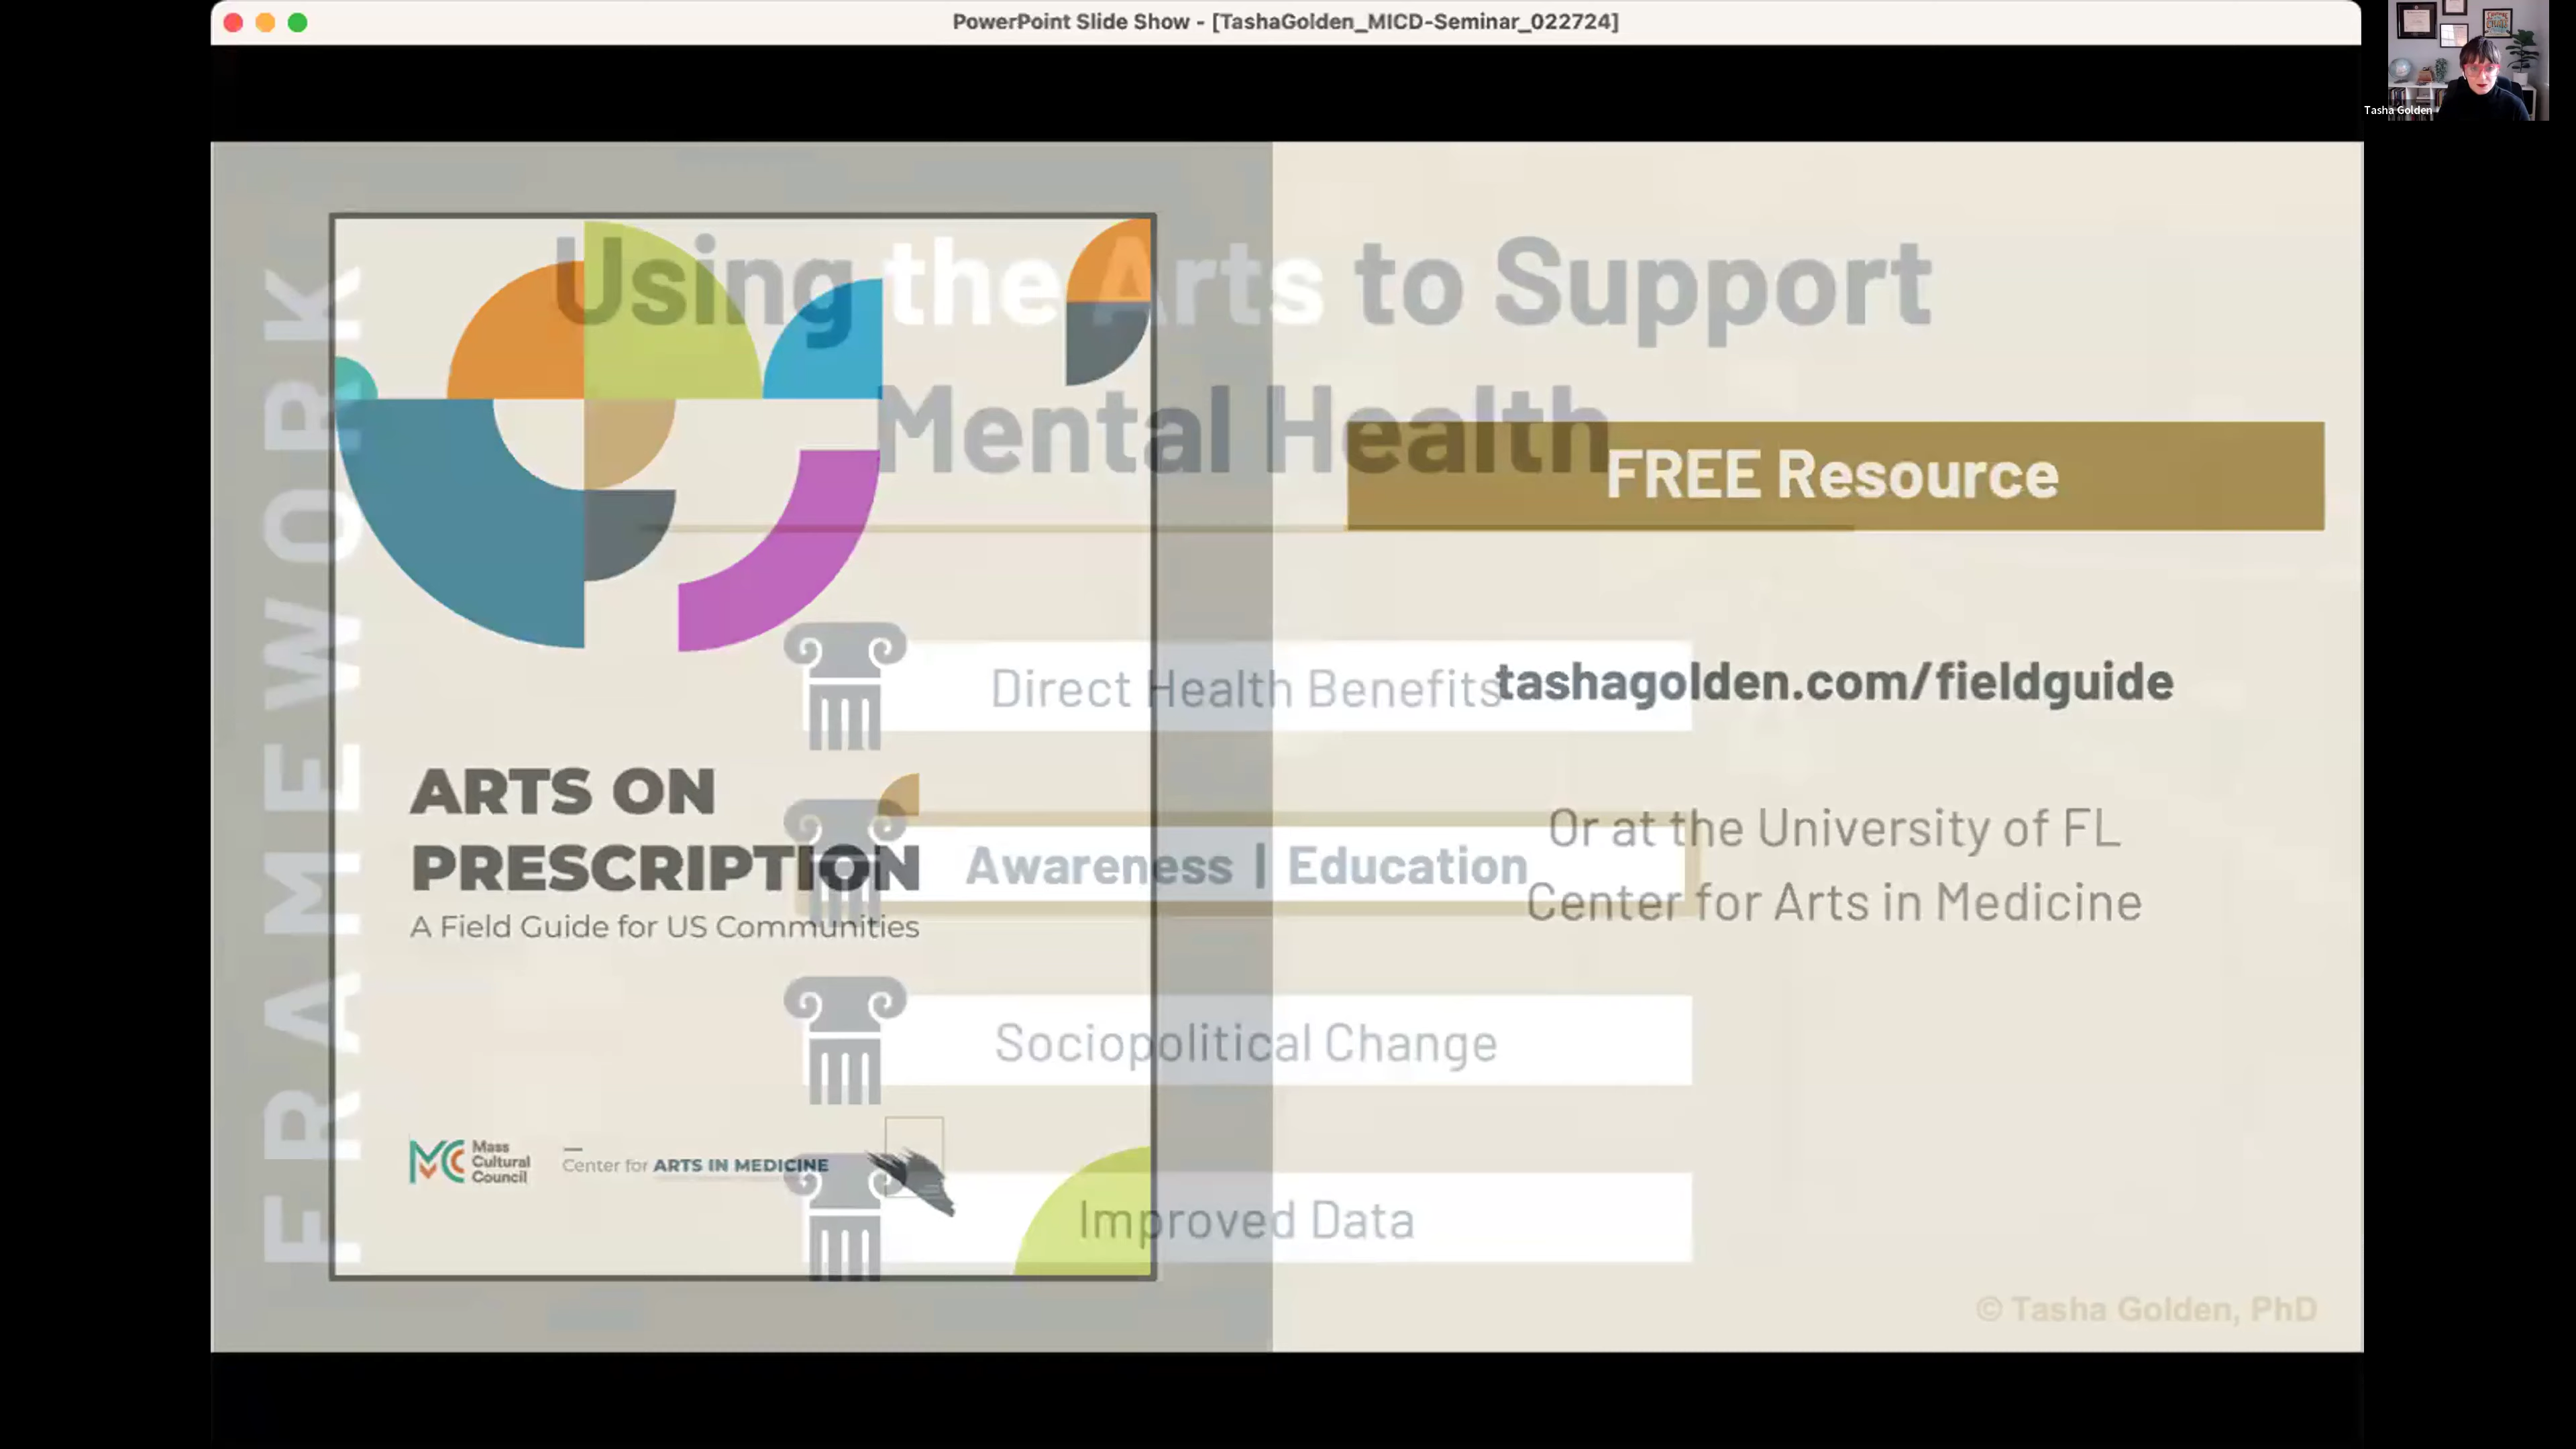 PowerPoint Slide Show - [TashaGolden_MICD-Seminar_022724]
Tasha Golden
FRAMEWORK
Using the Arts to Support
Mental Health
FREE Resource
Direct Health Benefits
tashagolden.com/fieldguide
ARTS ON
PRESCRIPTION
A Field Guide for US Communities
Awareness | Education
Or at the University of FL
Center for Arts in Medicine
Sociopolitical Change
Mass
Cultural
Council
Center for ARTS IN MEDICINE
Improved Data
© Tasha Golden, PhD